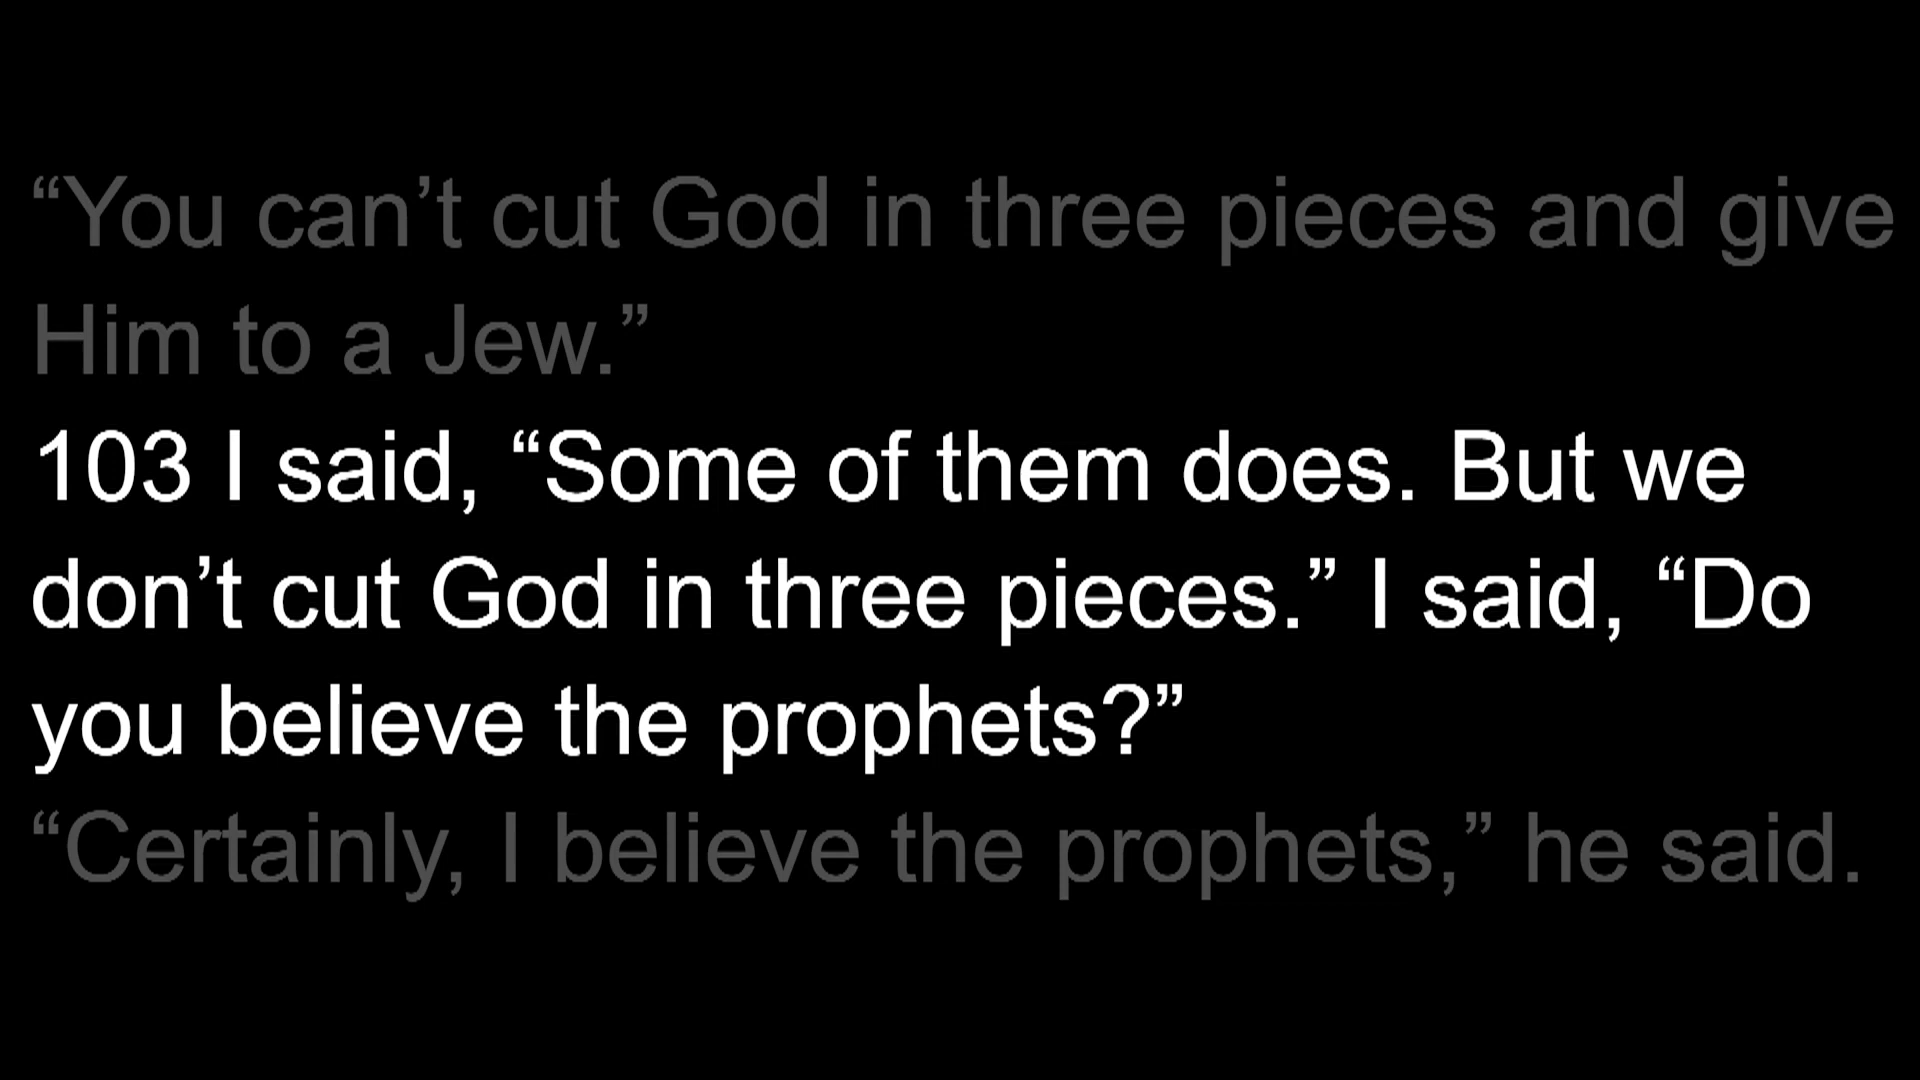 “You can’t cut God in three pieces and give
Him to a Jew.”
103 I said, “Some of them does. But we
don’t cut God in three pieces.” I said, “Do
you believe the prophets?”
“Certainly, I believe the prophets,” he said.